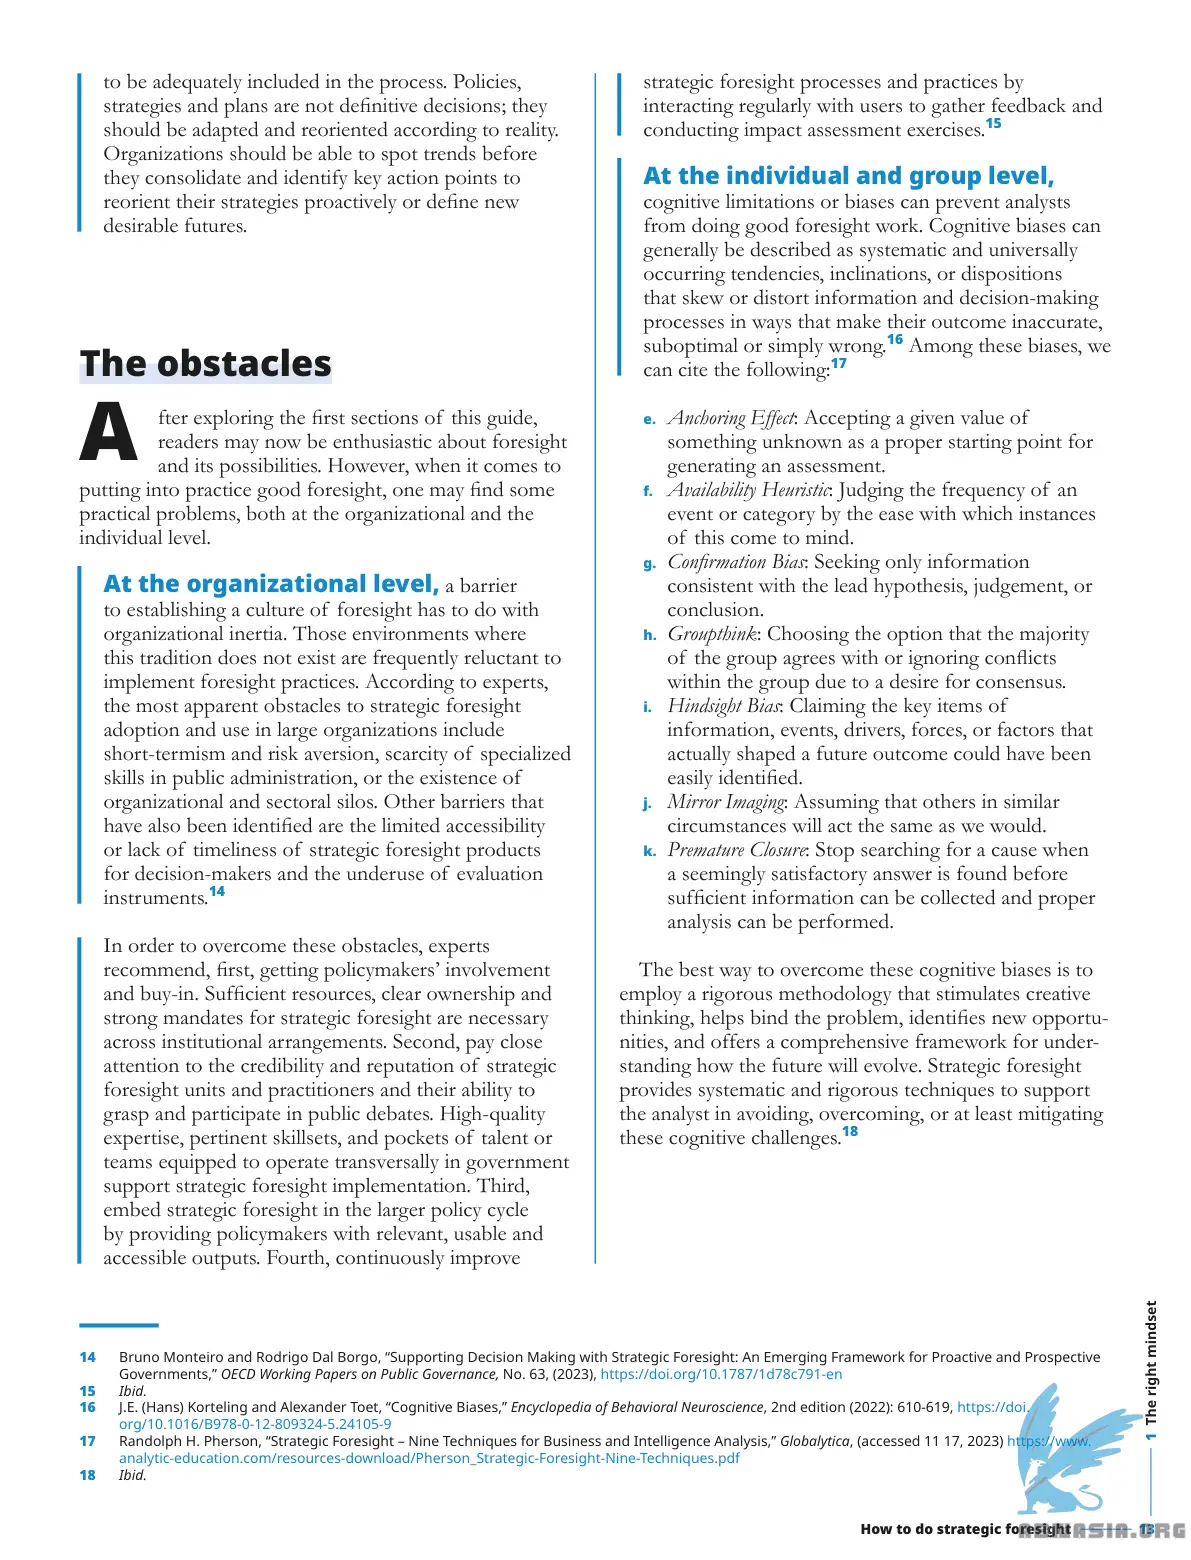 to be adequately included in the process. Policies,
strategies and plans are not definitive decisions; they
should be adapted and reoriented according to reality.
Organizations should be able to spot trends before
they consolidate and identify key action points to
reorient their strategies proactively or define new
desirable futures.
The obstacles
After exploring the first sections of this guide,
readers may now be enthusiastic about foresight
and its possibilities. However, when it comes to
putting into practice good foresight, one may find some
practical problems, both at the organizational and the
individual level.
At the organizational level, a barrier
to establishing a culture of foresight has to do with
organizational inertia. Those environments where
this tradition does not exist are frequently reluctant to
implement foresight practices. According to experts,
the most apparent obstacles to strategic foresight
adoption and use in large organizations include
short-termism and risk aversion, scarcity of specialized
skills in public administration, or the existence of
organizational and sectoral silos. Other barriers that
have also been identified are the limited accessibility
or lack of timeliness of strategic foresight products
for decision-makers and the underuse of evaluation
instruments.14
In order to overcome these obstacles, experts
recommend, first, getting policymakers’ involvement
and buy-in. Sufficient resources, clear ownership and
strong mandates for strategic foresight are necessary
across institutional arrangements. Second, pay close
attention to the credibility and reputation of strategic
foresight units and practitioners and their ability to
grasp and participate in public debates. High-quality
expertise, pertinent skillsets, and pockets of talent or
teams equipped to operate transversally in government
support strategic foresight implementation. Third,
embed strategic foresight in the larger policy cycle
by providing policymakers with relevant, usable and
accessible outputs. Fourth, continuously improve
strategic foresight processes and practices by
interacting regularly with users to gather feedback and
conducting impact assessment exercises.15
At the individual and group level,
cognitive limitations or biases can prevent analysts
from doing good foresight work. Cognitive biases can
generally be described as systematic and universally
occurring tendencies, inclinations, or dispositions
that skew or distort information and decision-making
processes in ways that make their outcome inaccurate,
suboptimal or simply wrong.16 Among these biases, we
can cite the following:17
e. Anchoring Effect: Accepting a given value of
something unknown as a proper starting point for
generating an assessment.
f. Availability Heuristic: Judging the frequency of an
event or category by the ease with which instances
of this come to mind.
g. Confirmation Bias: Seeking only information
consistent with the lead hypothesis, judgement, or
conclusion.
h. Groupthink: Choosing the option that the majority
of the group agrees with or ignoring conflicts
within the group due to a desire for consensus.
i. Hindsight Bias: Claiming the key items of
information, events, drivers, forces, or factors that
actually shaped a future outcome could have been
easily identified.
j. Mirror Imaging: Assuming that others in similar
circumstances will act the same as we would.
k. Premature Closure: Stop searching for a cause when
a seemingly satisfactory answer is found before
sufficient information can be collected and proper
analysis can be performed.
The best way to overcome these cognitive biases is to
employ a rigorous methodology that stimulates creative
thinking, helps bind the problem, identifies new opportu-
nities, and offers a comprehensive framework for under-
standing how the future will evolve. Strategic foresight
provides systematic and rigorous techniques to support
the analyst in avoiding, overcoming, or at least mitigating
these cognitive challenges.18
14 Bruno Monteiro and Rodrigo Dal Borgo, “Supporting Decision Making with Strategic Foresight: An Emerging Framework for Proactive and Prospective
Governments,” OECD Working Papers on Public Governance, No. 63, (2023), https://doi.org/10.1787/1d78c791-en
15 Ibid.
16 J.E. (Hans) Korteling and Alexander Toet, “Cognitive Biases,” Encyclopedia of Behavioral Neuroscience, 2nd edition (2022): 610-619, https://doi.
org/10.1016/B978-0-12-809324-5.24105-9
17 Randolph H. Pherson, “Strategic Foresight – Nine Techniques for Business and Intelligence Analysis,” Globalytica, (accessed 11 17, 2023) https://www.
analytic-education.com/resources-download/Pherson_Strategic-Foresight-Nine-Techniques.pdf
18 Ibid.
1 The right mindset
How to do strategic foresight 13